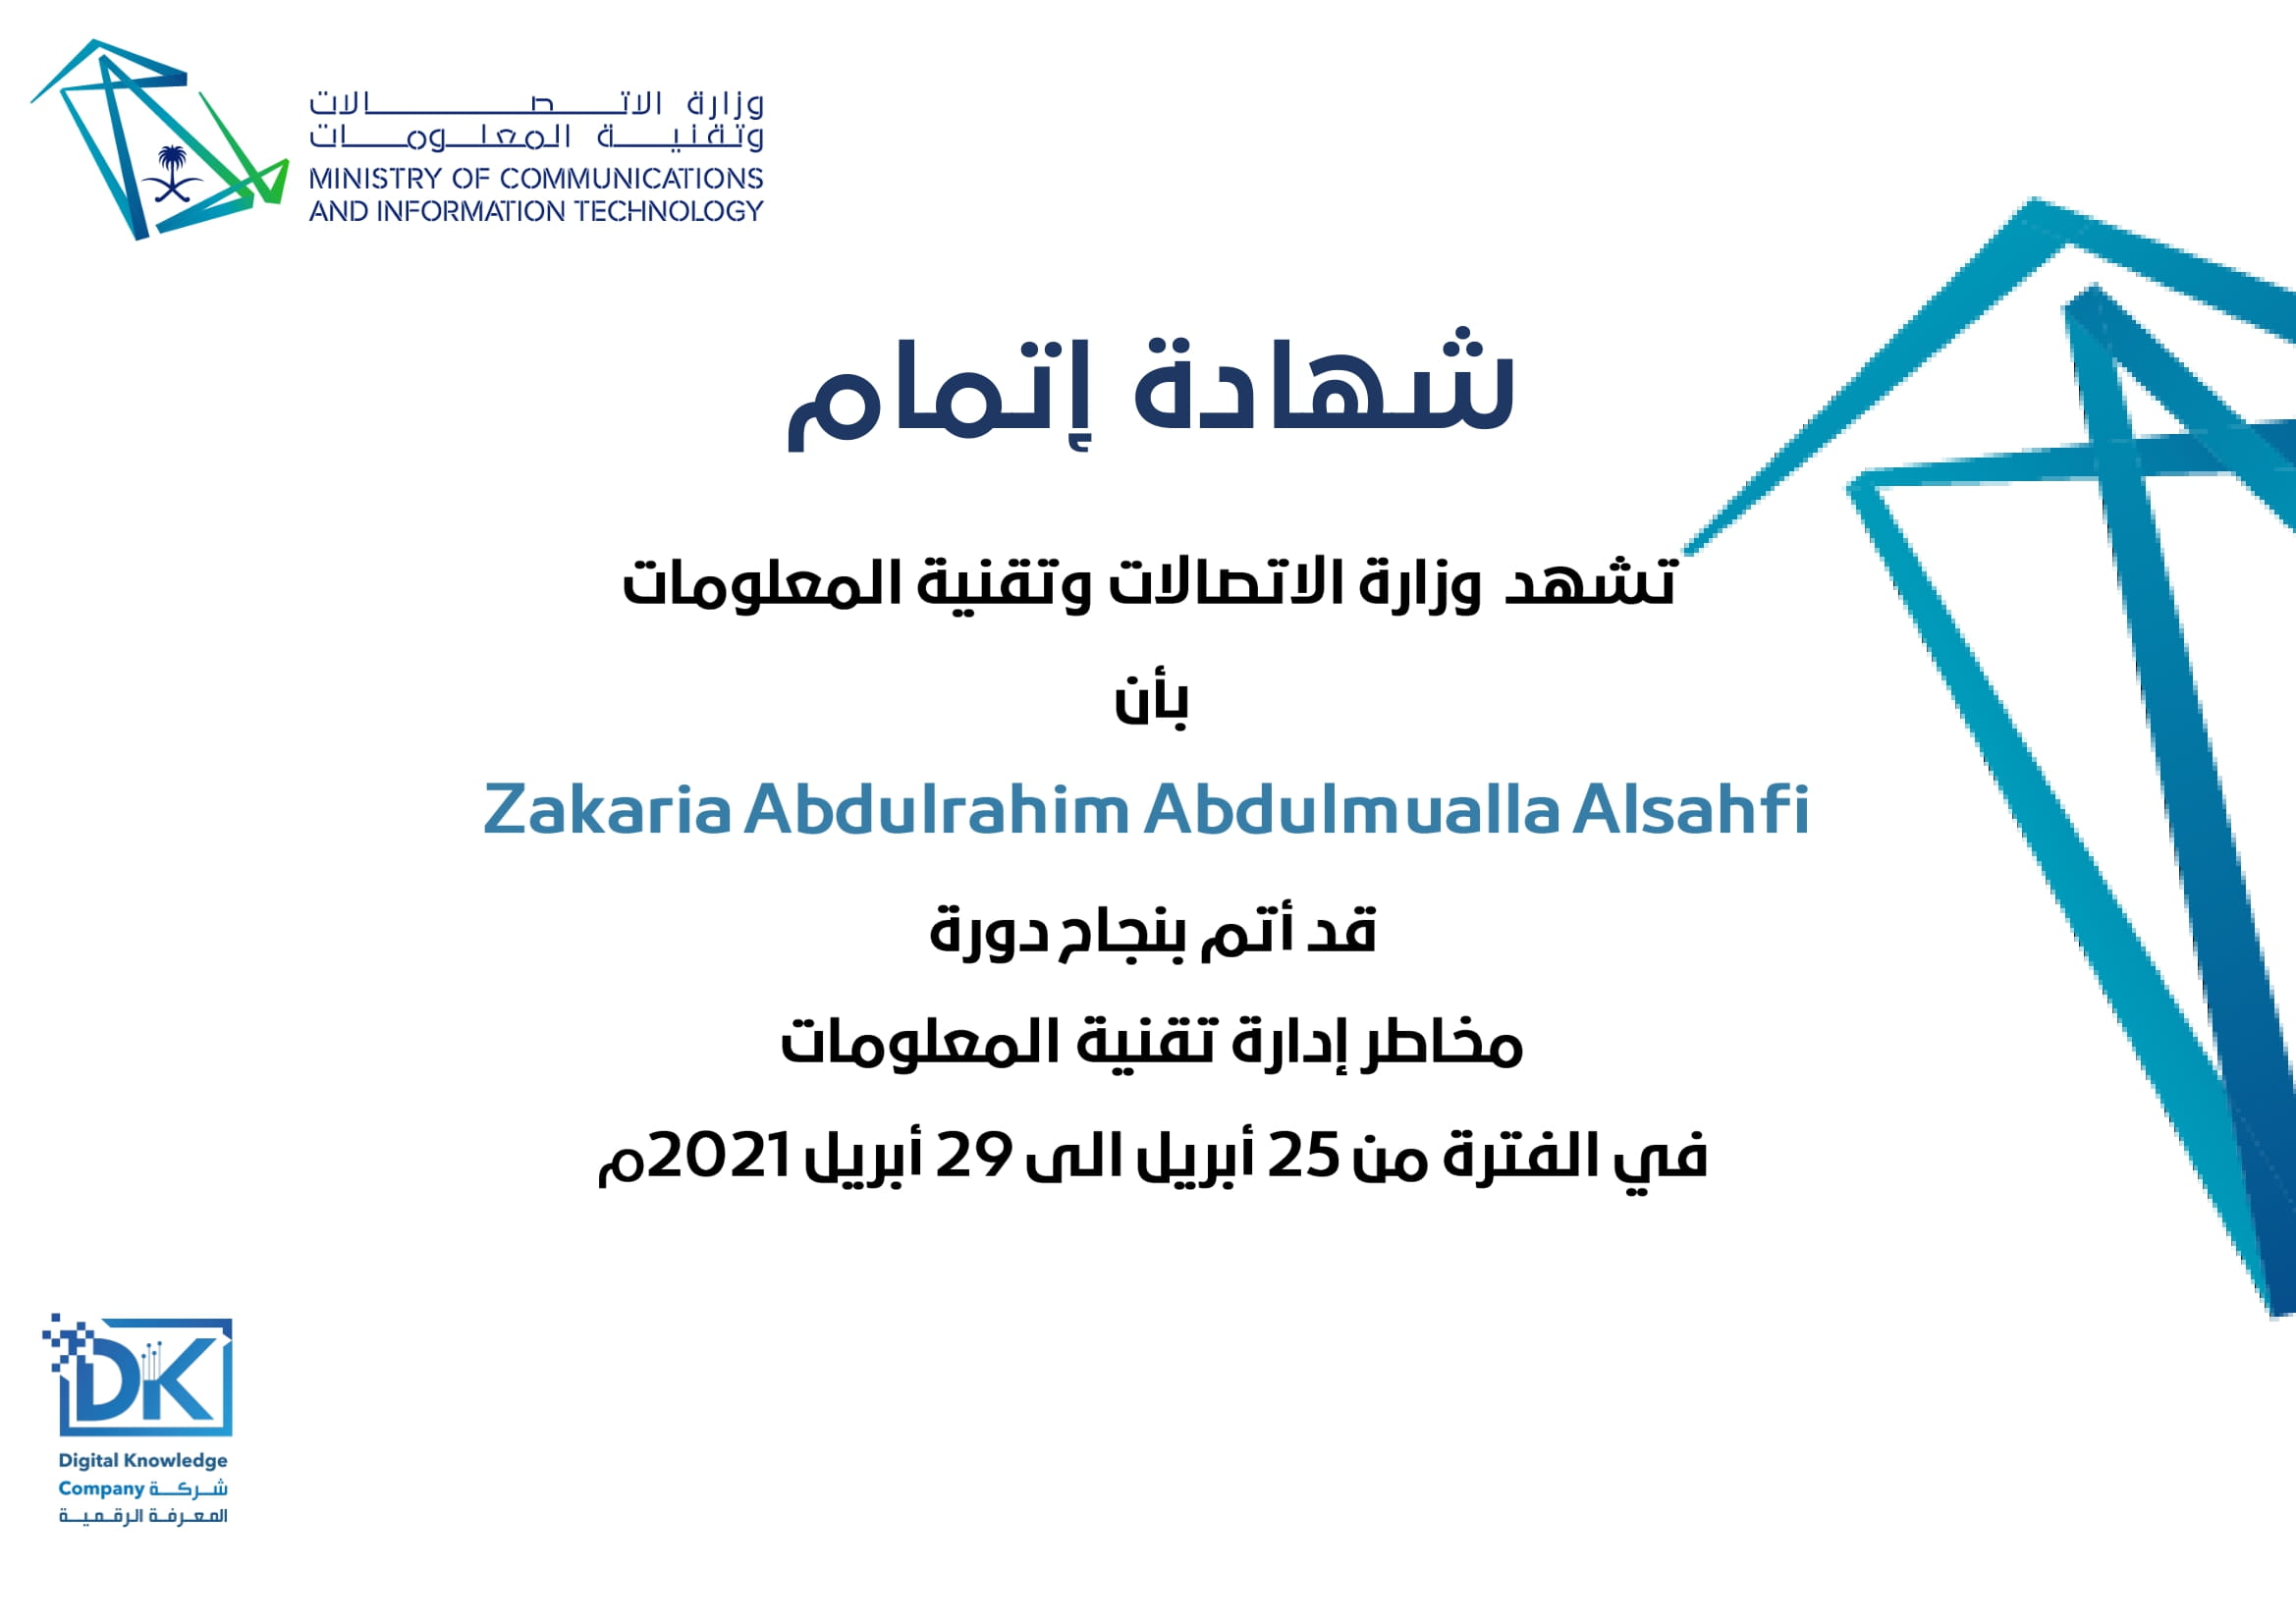 وزارة الاتصالات
وتقنية المعلومات
MINISTRY OF COMMUNICATIONS
AND INFORMATION TECHNOLOGY
شهادة إتمام
تشهد وزارة الاتصالات وتقنية المعلومات
بأن
Zakaria Abdulrahim Abdulmualla Alsahfi
قد أتم بنجاح دورة
مخاطر إدارة تقنية المعلومات
في الفترة من 25 أبريل الى 29 أبريل 2021م
DK
Digital Knowledge
Company شركة
المعرفة الرقمية